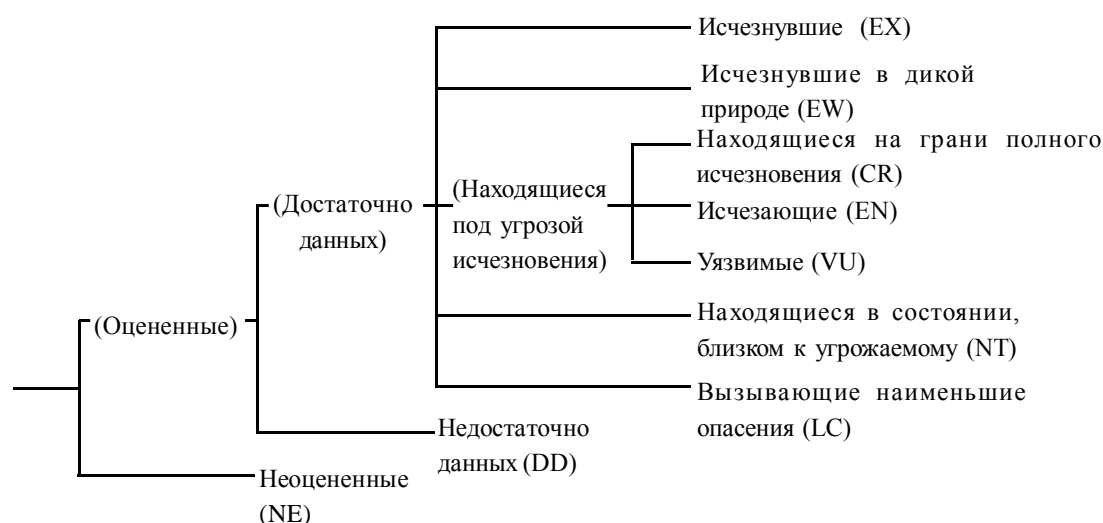 Исчезнувшие (EX)
Исчезнувшие в дикой
природе (EW)
Находящиеся на грани полного
исчезновения (CR)
(Находящиеся
под угрозой
исчезновения)
(Достаточно
данных)
Исчезающие (EN)
Уязвимые (VU)
(Оцененные)
Находящиеся в состоянии,
близком к угрожаемому (NT)
Вызывающие наименьшие
опасения (LC)
Недостаточно
данных (DD)
Неоцененные
(NE)